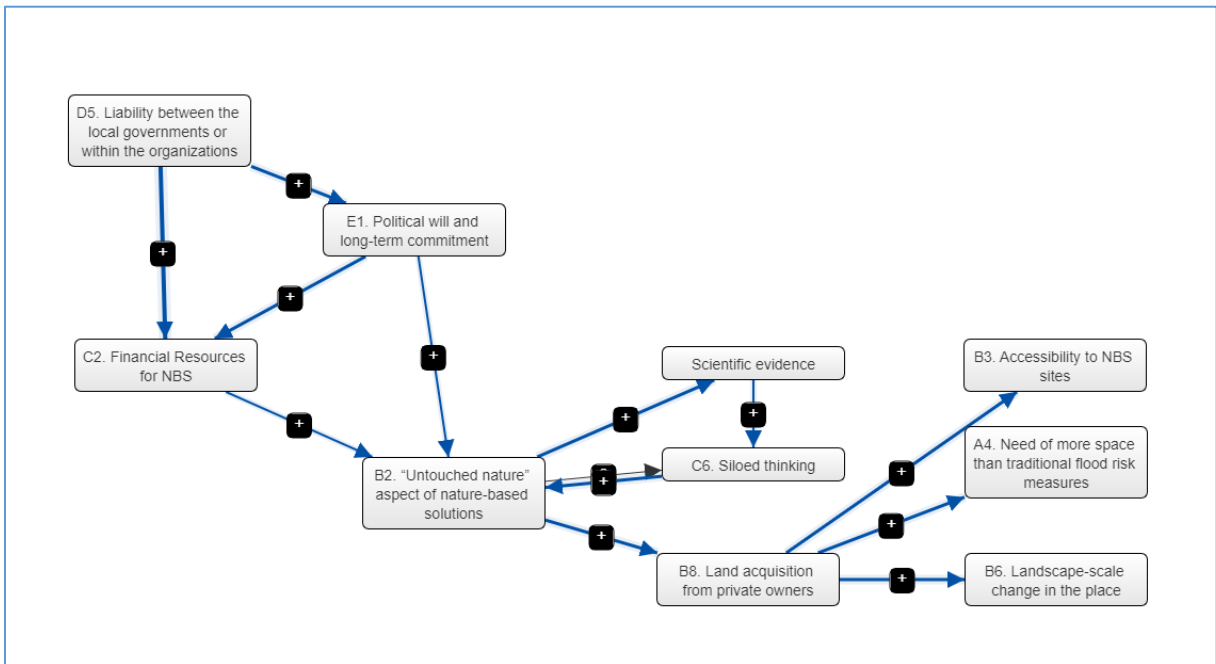 D5. Liability between the
local governments or
within the organizations
+
+
E1. Political will and
long-term commitment
+
+
C2. Financial Resources
for NBS
+
+
Scientific evidence
B3. Accessibility to NBS
sites
+
+
A4. Need of more space
than traditional flood risk
measures
C6. Siloed thinking
B2. “Untouched nature”
aspect of nature-based
solutions
+
+
+
+
B8. Land acquisition
from private owners
+
B6. Landscape-scale
change in the place